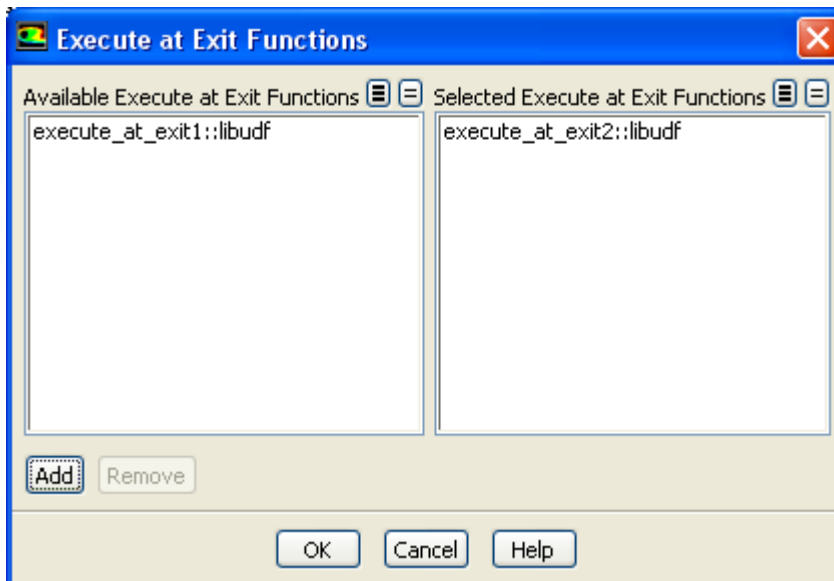 Execute at Exit Functions
Available Execute at Exit Functions
Selected Execute at Exit Functions
execute_at_exit1::libudf
execute_at_exit2::libudf
Add
Remove
OK
Cancel
Help